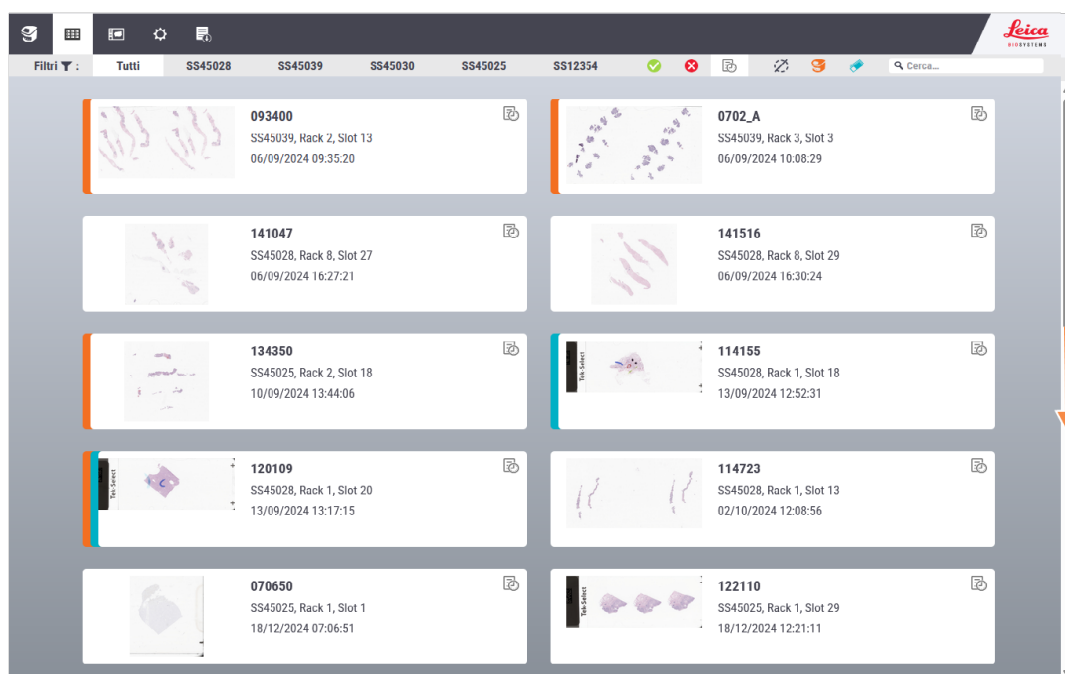 Leica
BIOSYSTEMS
Filtri : Tutti SS45028 SS45039 SS45030 SS45025 SS12354 Cerca...
093400
SS45039, Rack 2, Slot 13
06/09/2024 09:35:20
0702_A
SS45039, Rack 3, Slot 3
06/09/2024 10:08:29
141047
SS45028, Rack 8, Slot 27
06/09/2024 16:27:21
141516
SS45028, Rack 8, Slot 29
06/09/2024 16:30:24
134350
SS45025, Rack 2, Slot 18
10/09/2024 13:44:06
Tek-Select
114155
SS45028, Rack 1, Slot 18
13/09/2024 12:52:31
Tek-Select
120109
SS45028, Rack 1, Slot 20
13/09/2024 13:17:15
114723
SS45028, Rack 1, Slot 13
02/10/2024 12:08:56
070650
SS45025, Rack 1, Slot 1
18/12/2024 07:06:51
Tek-Select
122110
SS45025, Rack 1, Slot 29
18/12/2024 12:21:11